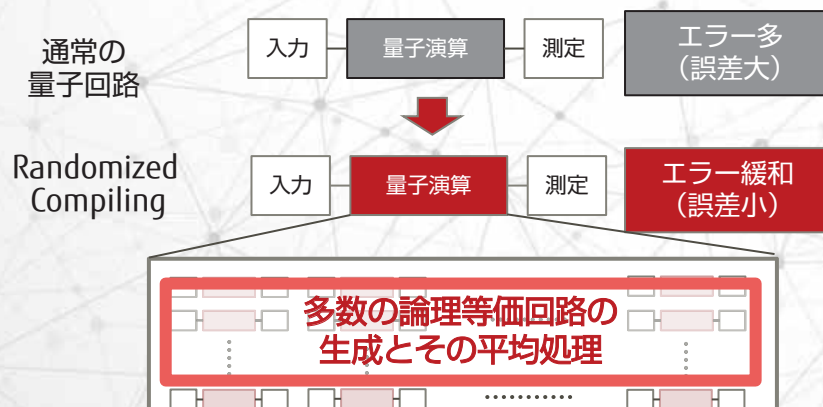 通常の
量子回路
入力
量子演算
測定
エラー多
（誤差大）
Randomized
Compiling
入力
量子演算
測定
エラー緩和
（誤差小）
多数の論理等価回路の
生成とその平均処理